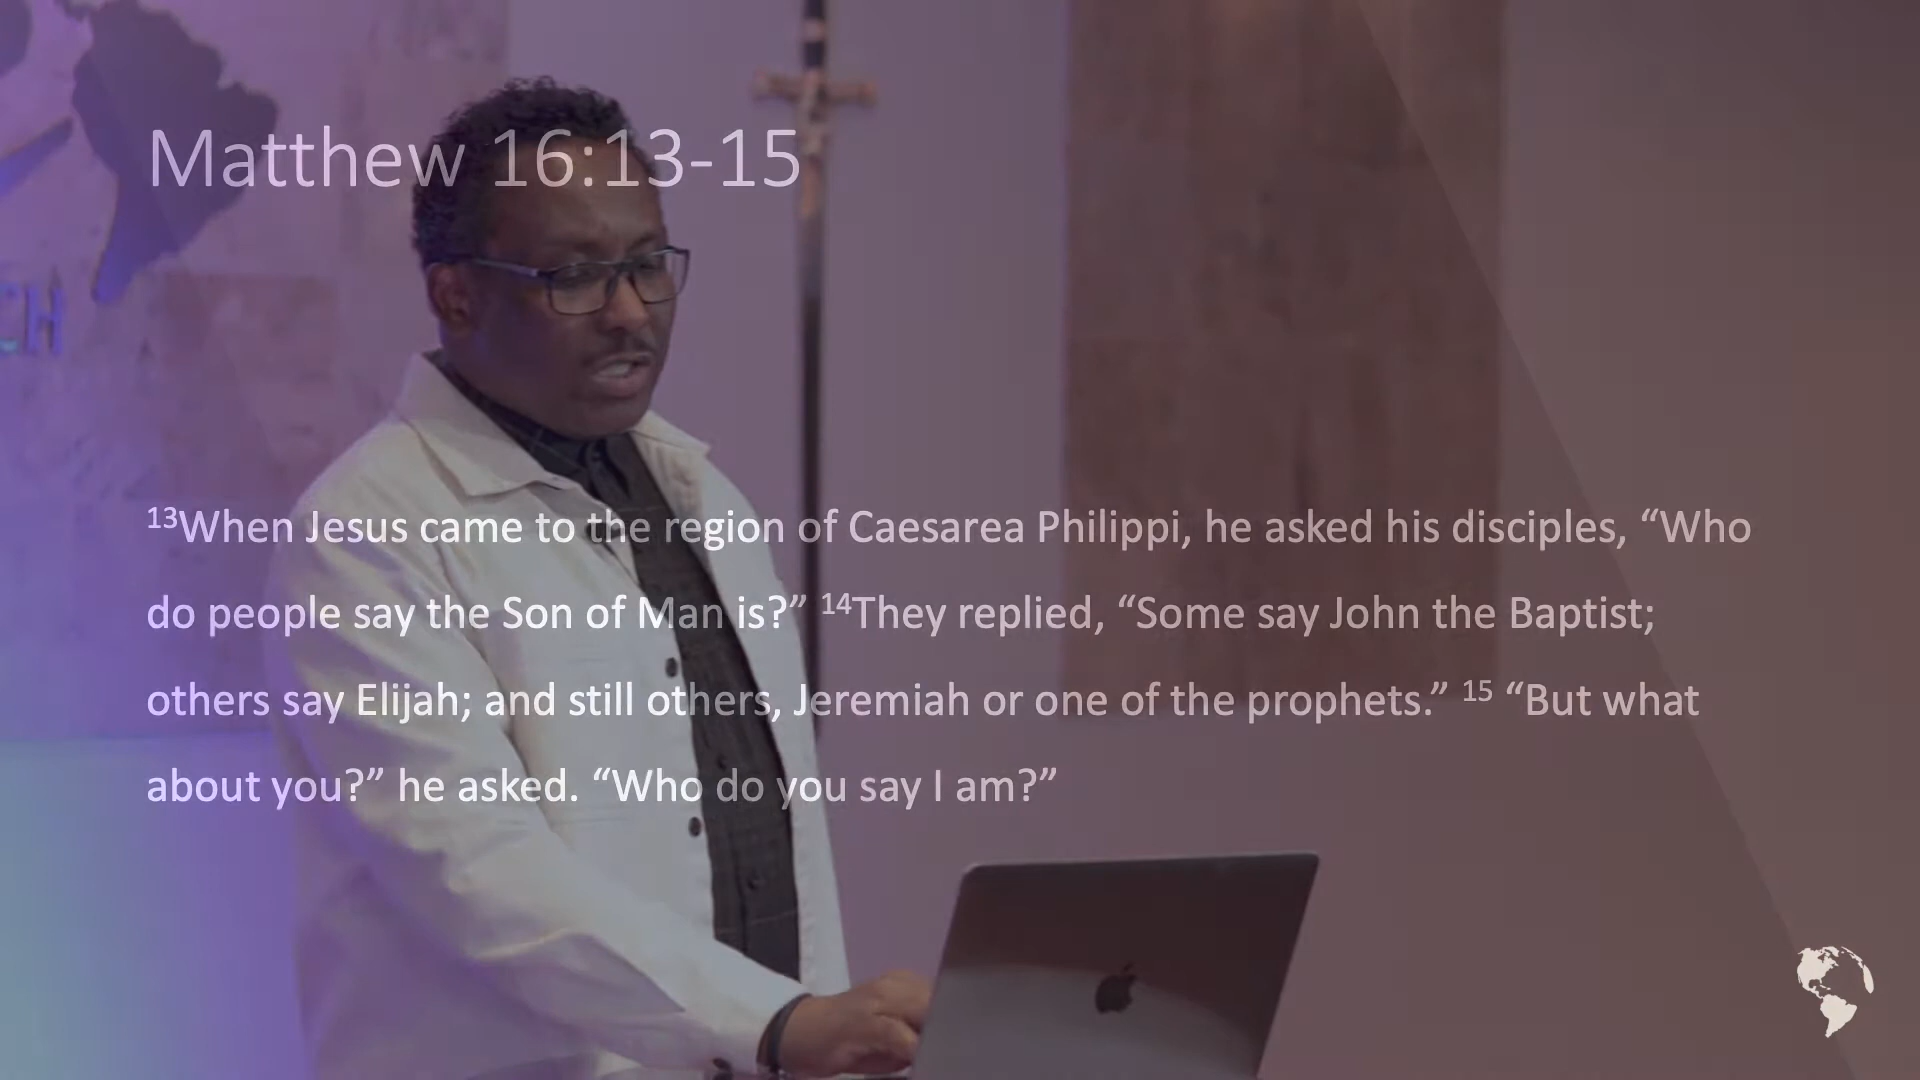 CH
Matthew 16:13-15
¹³When Jesus came to the region of Caesarea Philippi, he asked his disciples, “Who
do people say the Son of Man is?” ¹⁴They replied, “Some say John the Baptist;
others say Elijah; and still others, Jeremiah or one of the prophets.” ¹⁵ “But what
about you?” he asked. “Who do you say I am?”